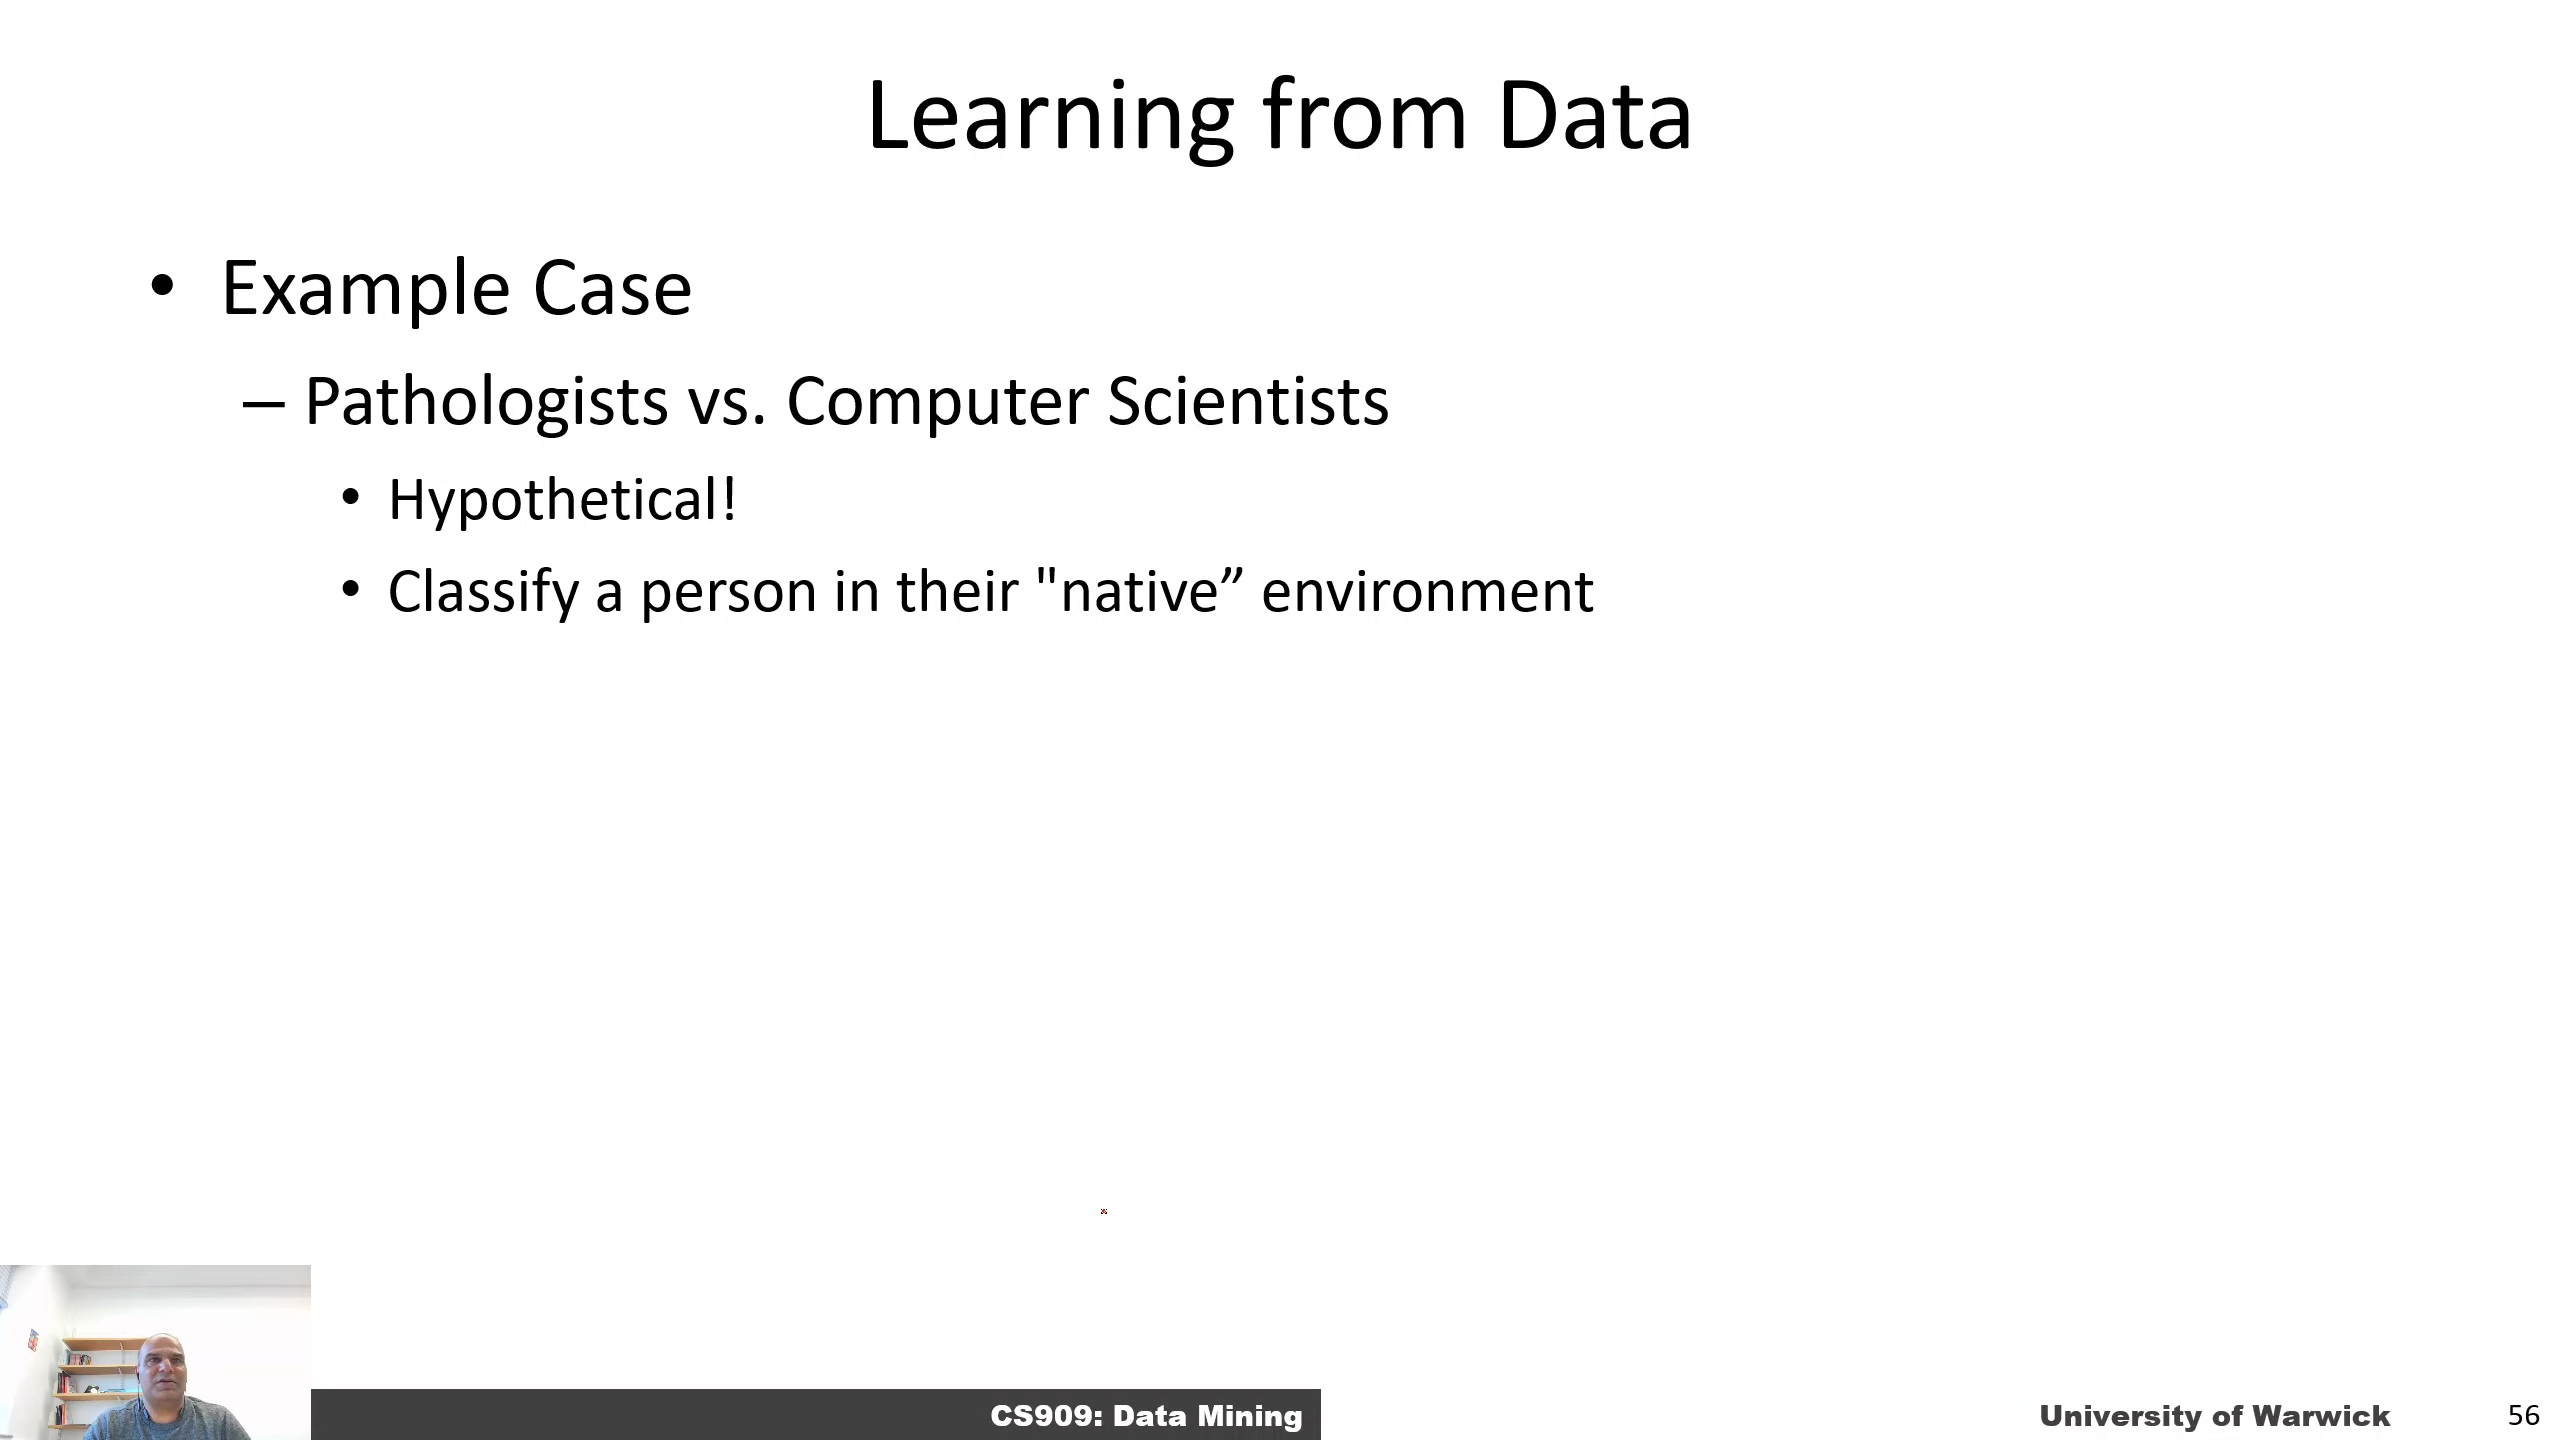 Learning from Data
• Example Case
– Pathologists vs. Computer Scientists
• Hypothetical!
• Classify a person in their "native” environment
CS909: Data Mining
University of Warwick
56